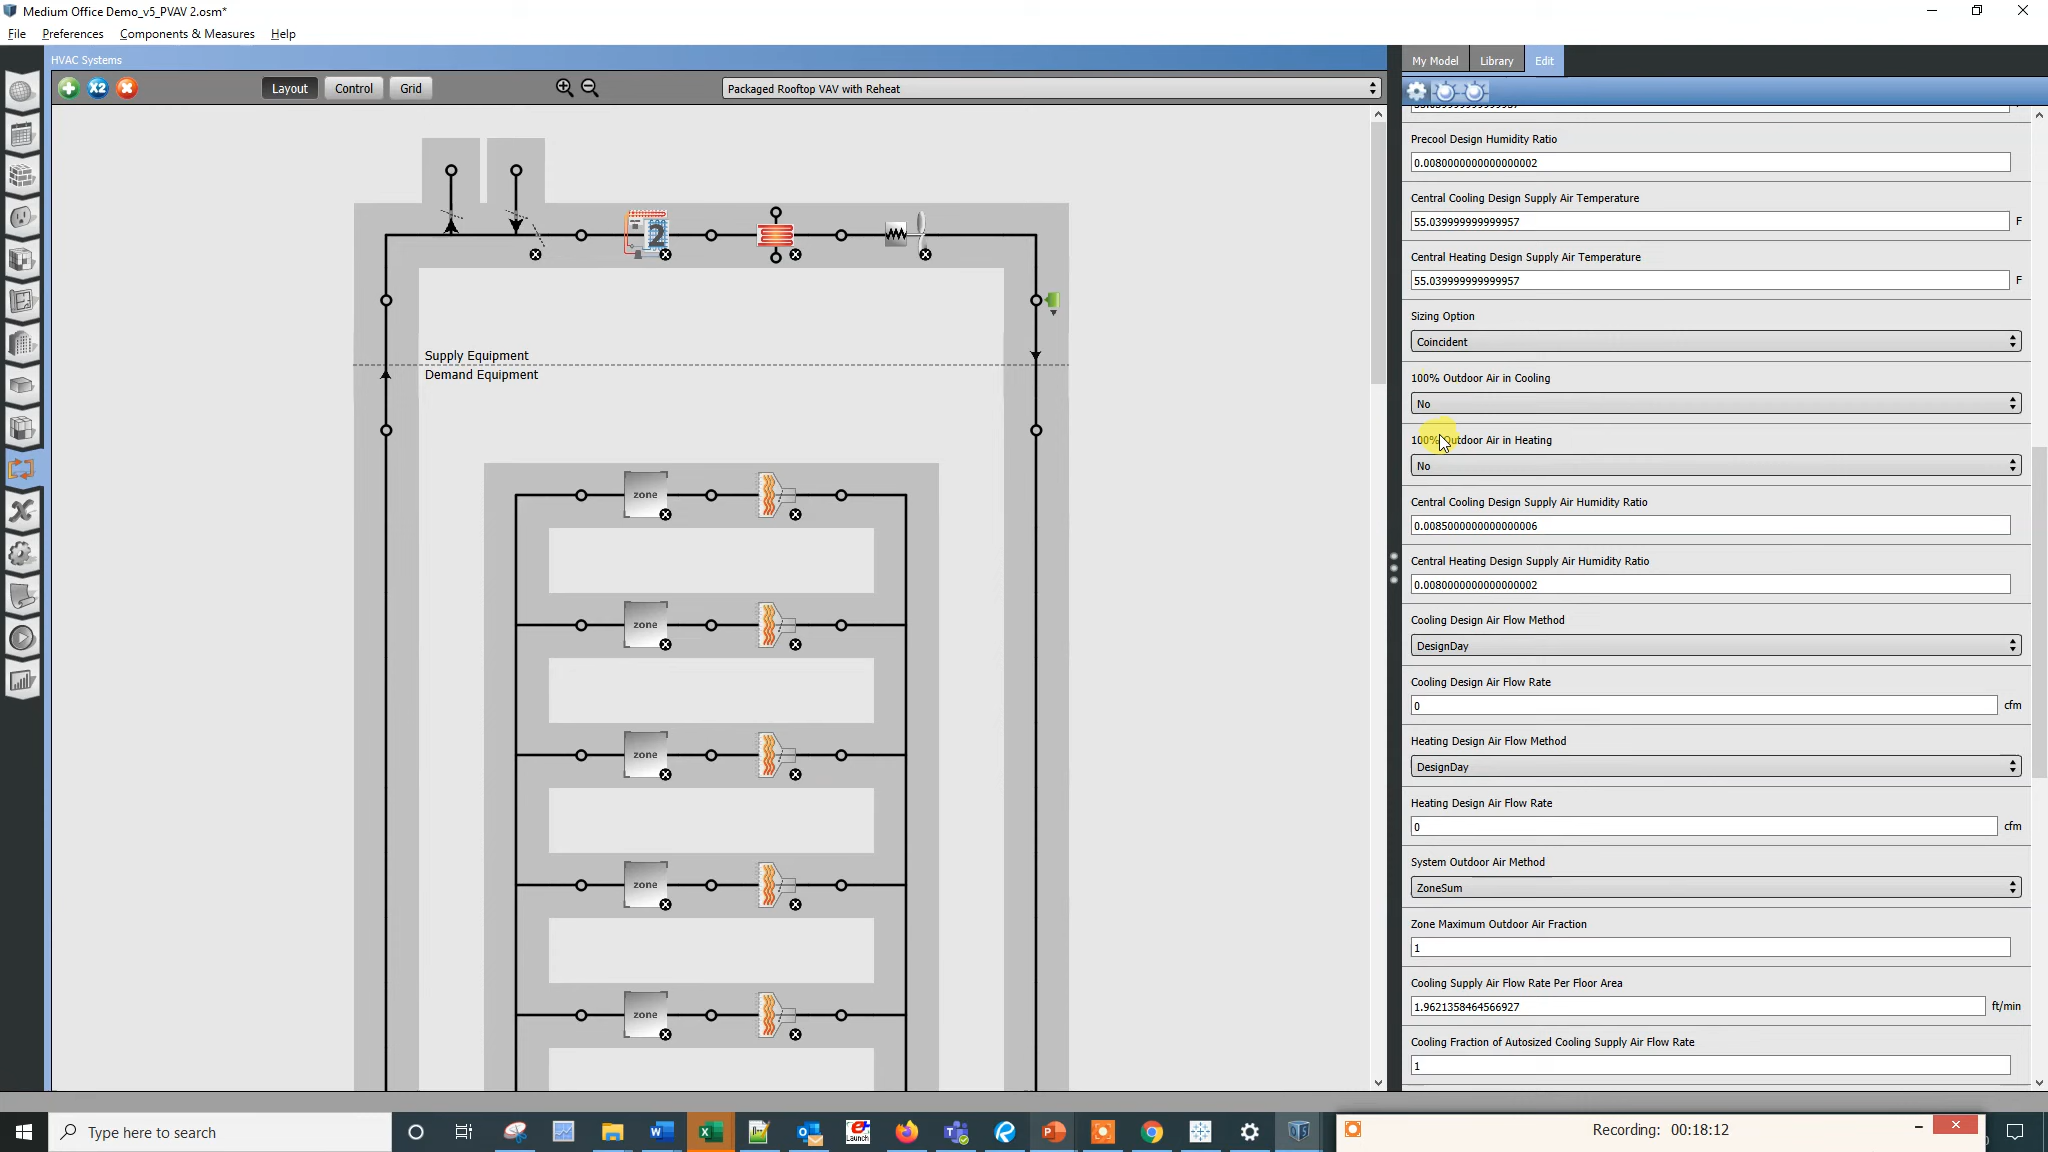 Medium Office Demo_v5_PVAV 2.osm*
File Preferences Components & Measures Help
HVAC Systems
My Model Library Edit
X2
Layout Control Grid
Packaged Rooftop VAV with Reheat
Precool Design Humidity Ratio
0.0080000000000000002
Central Cooling Design Supply Air Temperature
55.039999999999957 F
Central Heating Design Supply Air Temperature
55.039999999999957 F
Sizing Option
Coincident
100% Outdoor Air in Cooling
No
100% Outdoor Air in Heating
No
Central Cooling Design Supply Air Humidity Ratio
0.0085000000000000006
Central Heating Design Supply Air Humidity Ratio
0.0080000000000000002
Cooling Design Air Flow Method
DesignDay
Cooling Design Air Flow Rate
0 cfm
Heating Design Air Flow Method
DesignDay
Heating Design Air Flow Rate
0 cfm
System Outdoor Air Method
ZoneSum
Zone Maximum Outdoor Air Fraction
1
Cooling Supply Air Flow Rate Per Floor Area
1.9621358464566927 ft/min
Cooling Fraction of Autosized Cooling Supply Air Flow Rate
1
2
Supply Equipment
Demand Equipment
zone
zone
zone
zone
zone
Type here to search
Launch
Recording: 00:18:12